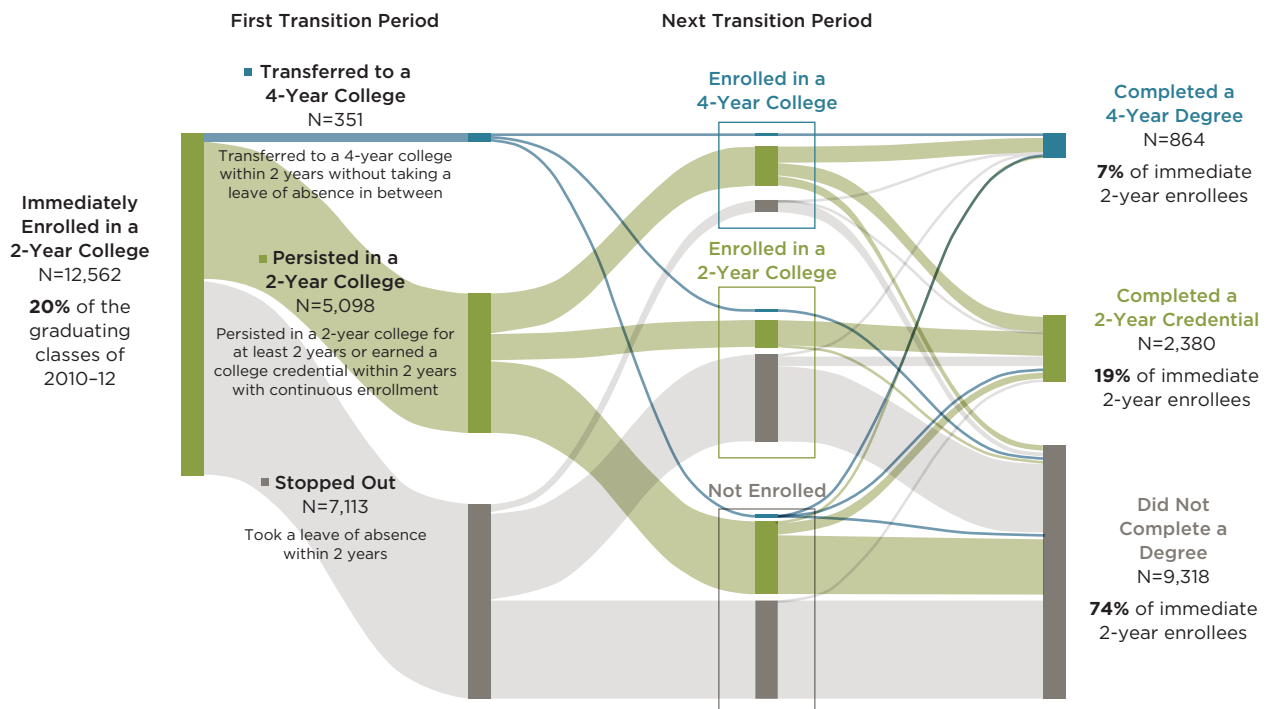 First Transition Period
Next Transition Period
Immediately
Enrolled in a
2-Year College
N=12,562
20% of the
graduating
classes of
2010–12
Transferred to a
4-Year College
N=351
Transferred to a 4-year college
within 2 years without taking a
leave of absence in between
Persisted in a
2-Year College
N=5,098
Persisted in a 2-year college for
at least 2 years or earned a
college credential within 2 years
with continuous enrollment
Stopped Out
N=7,113
Took a leave of absence
within 2 years
Enrolled in a
4-Year College
Enrolled in a
2-Year College
Not Enrolled
Completed a
4-Year Degree
N=864
7% of immediate
2-year enrollees
Completed a
2-Year Credential
N=2,380
19% of immediate
2-year enrollees
Did Not
Complete a
Degree
N=9,318
74% of immediate
2-year enrollees